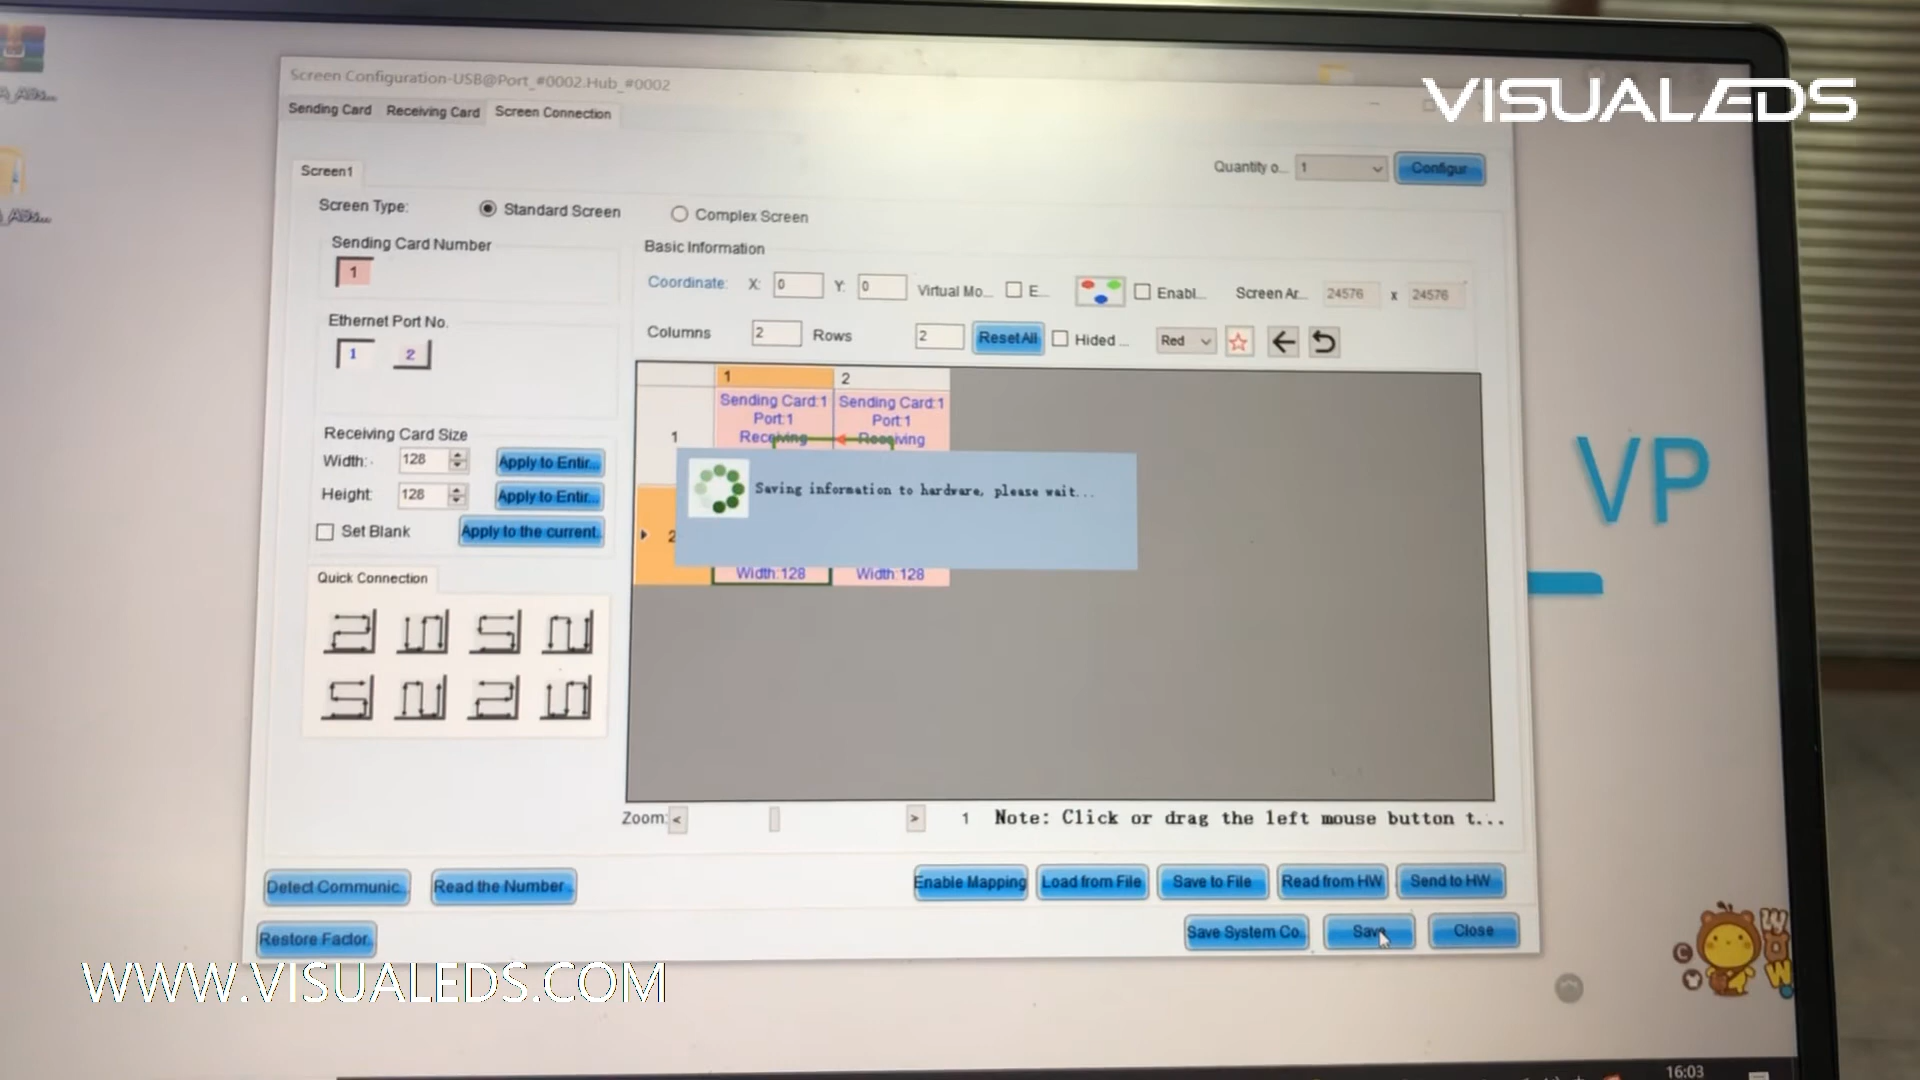 VISUALEDS
Screen Configuration-USB@Port_#0002.Hub_#0002
Sending Card
Receiving Card
Screen Connection
Screen1
Quantity o...
1
Configur
Screen Type:
Standard Screen
Complex Screen
Sending Card Number
1
Basic Information
Coordinate:
X:
0
Y:
0
Virtual Mo...
E...
Enabl...
Screen Ar...
24576
x
24576
Ethernet Port No.
1
2
Columns
2
Rows
2
Reset All
Hided ...
Red
1
2
Sending Card:1
Port:1
Receiving
Sending Card:1
Port:1
Receiving
1
2
Saving information to hardware, please wait...
Width:128
Width:128
Receiving Card Size
Width:
128
Apply to Entir...
Height:
128
Apply to Entir...
Set Blank
Apply to the current.
Quick Connection
Zoom:
<
>
1
Note: Click or drag the left mouse button t...
Detect Communic..
Read the Number ..
Enable Mapping
Load from File
Save to File
Read from HW
Send to HW
Restore Factor..
Save System Co..
Save
Close
VP
WOW
WWW.VISUALEDS.COM
16:03